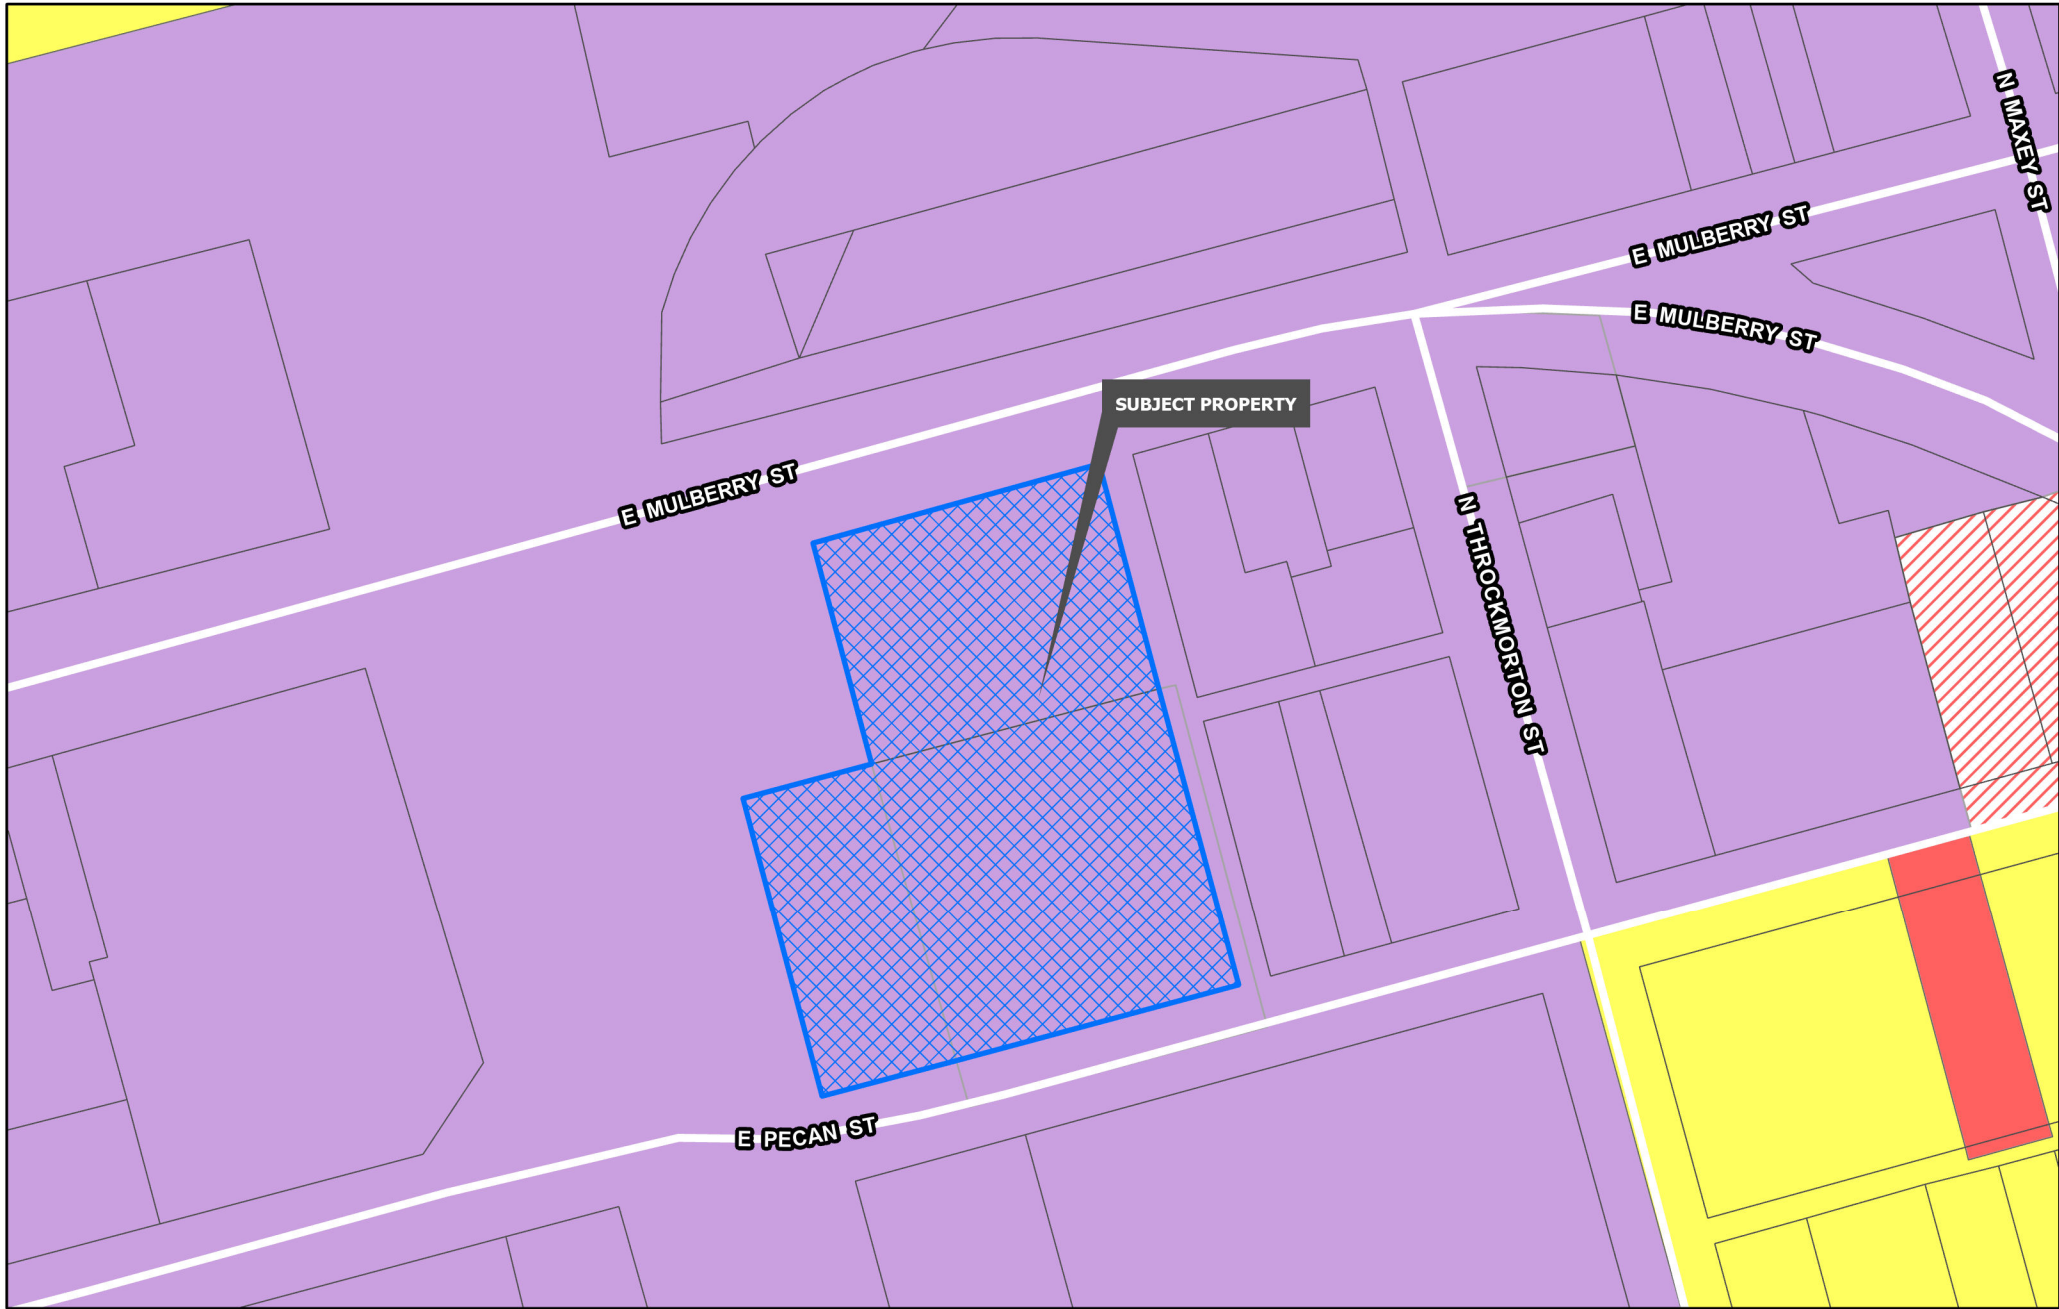 N MAXEY ST
E MULBERRY ST
E MULBERRY ST
SUBJECT PROPERTY
E MULBERRY ST
N THROCKMORTON ST
E PECAN ST